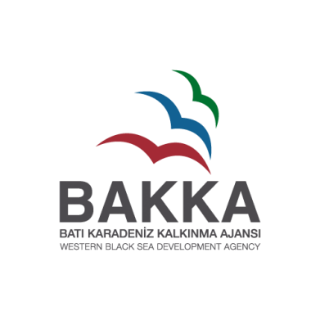 BAKKA
BATI KARADENİZ KALKINMA AJANSI
WESTERN BLACK SEA DEVELOPMENT AGENCY